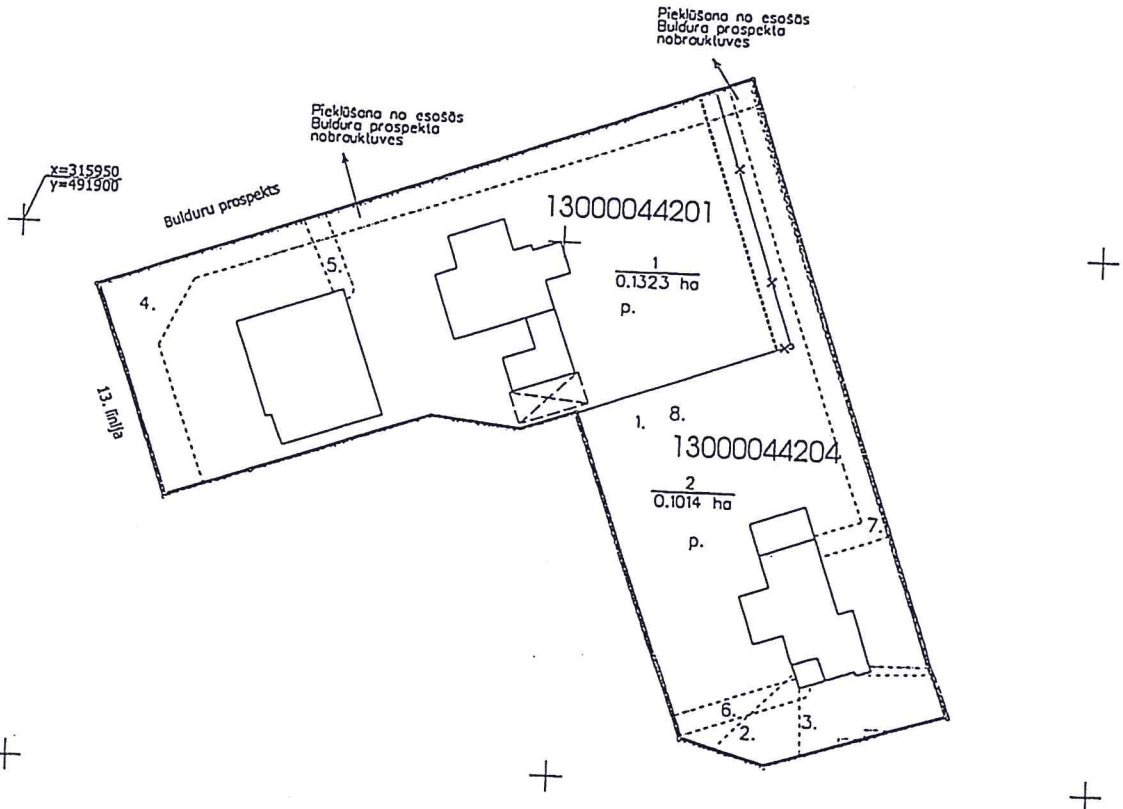 Piekļūšana no esošās
Buldura prospekta
nobrauktuves
Piekļūšana no esošās
Buldura prospekta
nobrauktuves
x=315950
y=491900
Bulduru prospekts
13000044201
5.
1
0.1323 ha
4.
p.
13. līnija
1. 8.
13000044204
2
0.1014 ha
7.
p.
6.
3.
2.